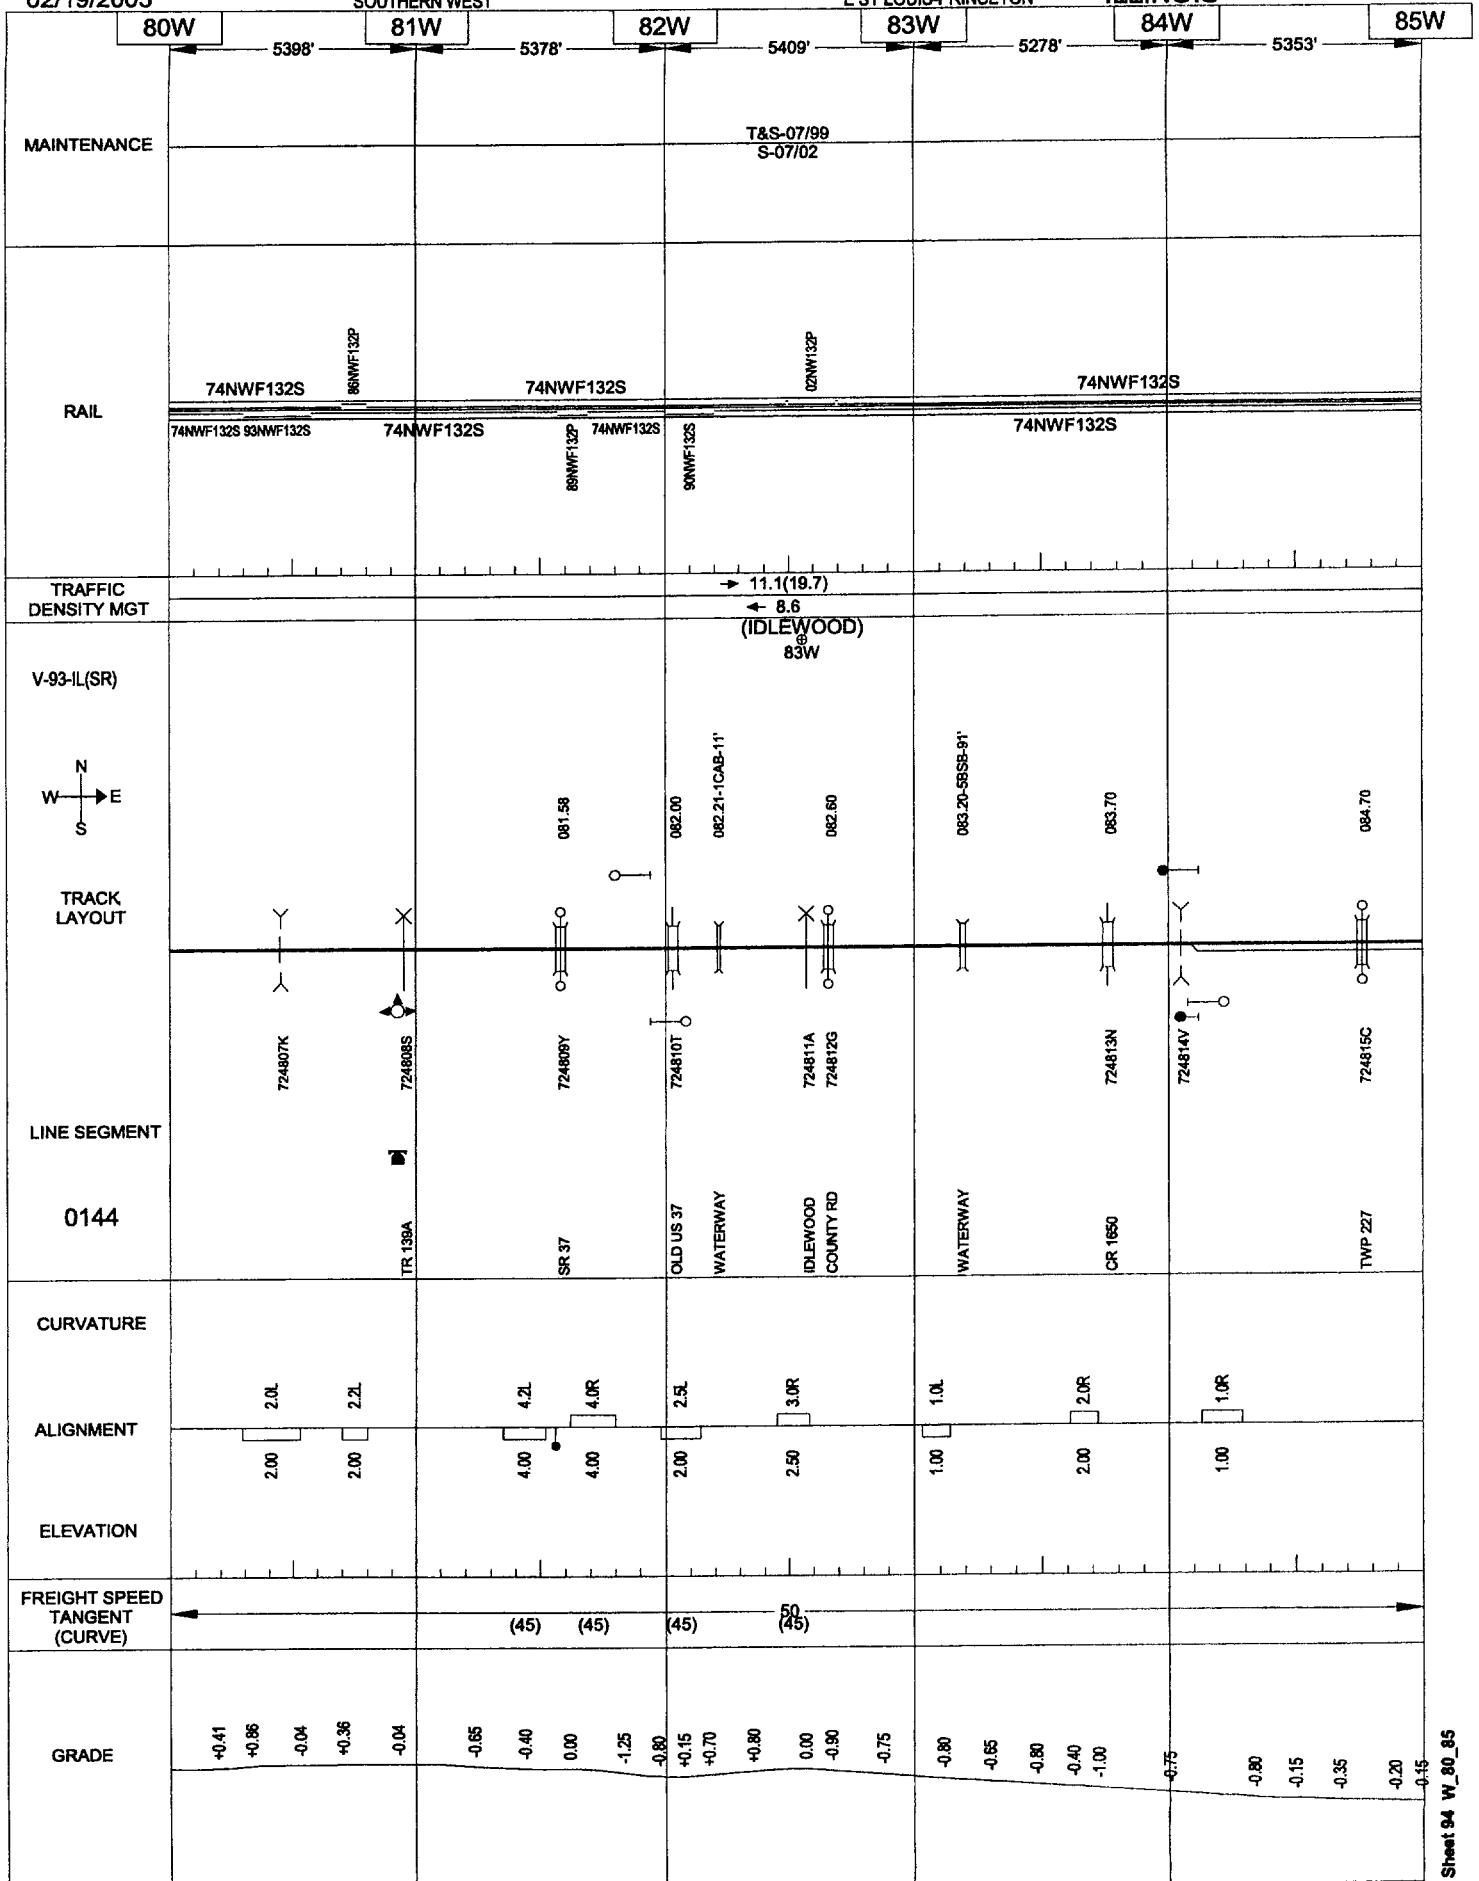 02/19/2003 SOUTHERN WEST E ST LOUIS-PRINCETON ILLINOIS
80W 81W 82W 83W 84W 85W
5398' 5378' 5409' 5278' 5353'
MAINTENANCE
T&S-07/99
S-07/02
RAIL
86NWF132P 02NW132P
74NWF132S 74NWF132S 74NWF132S
74NWF132S 93NWF132S 74NWF132S 74NWF132S 74NWF132S
89NWF132P 90NWF132S
TRAFFIC
DENSITY MGT
11.1(19.7)
8.6
(IDLEWOOD)
83W
V-93-IL(SR)
N
W E
S
081.58 082.00 082.21-1CAB-11' 082.60 083.20-5BSB-91' 083.70 084.70
TRACK
LAYOUT
724807K 724808S 724809Y 724810T 724811A 724812G 724813N 724814V 724815C
LINE SEGMENT
0144
TR 139A SR 37 OLD US 37 WATERWAY IDLEWOOD COUNTY RD WATERWAY CR 1650 TWP 227
CURVATURE
2.0L 2.2L 4.2L 4.0R 2.5L 3.0R 1.0L 2.0R 1.0R
ALIGNMENT
2.00 2.00 4.00 4.00 2.00 2.50 1.00 2.00 1.00
ELEVATION
FREIGHT SPEED
TANGENT
(CURVE)
50
(45) (45) (45) (45)
GRADE
+0.41 +0.86 -0.04 +0.36 -0.04 -0.65 -0.40 0.00 -1.25 -0.80 +0.15 +0.70 +0.80 0.00 -0.90 -0.75 -0.80 -0.65 -0.80 -0.40 -1.00 -0.75 -0.80 -0.15 -0.35 -0.20 -0.15
Sheet 94 W_80_85